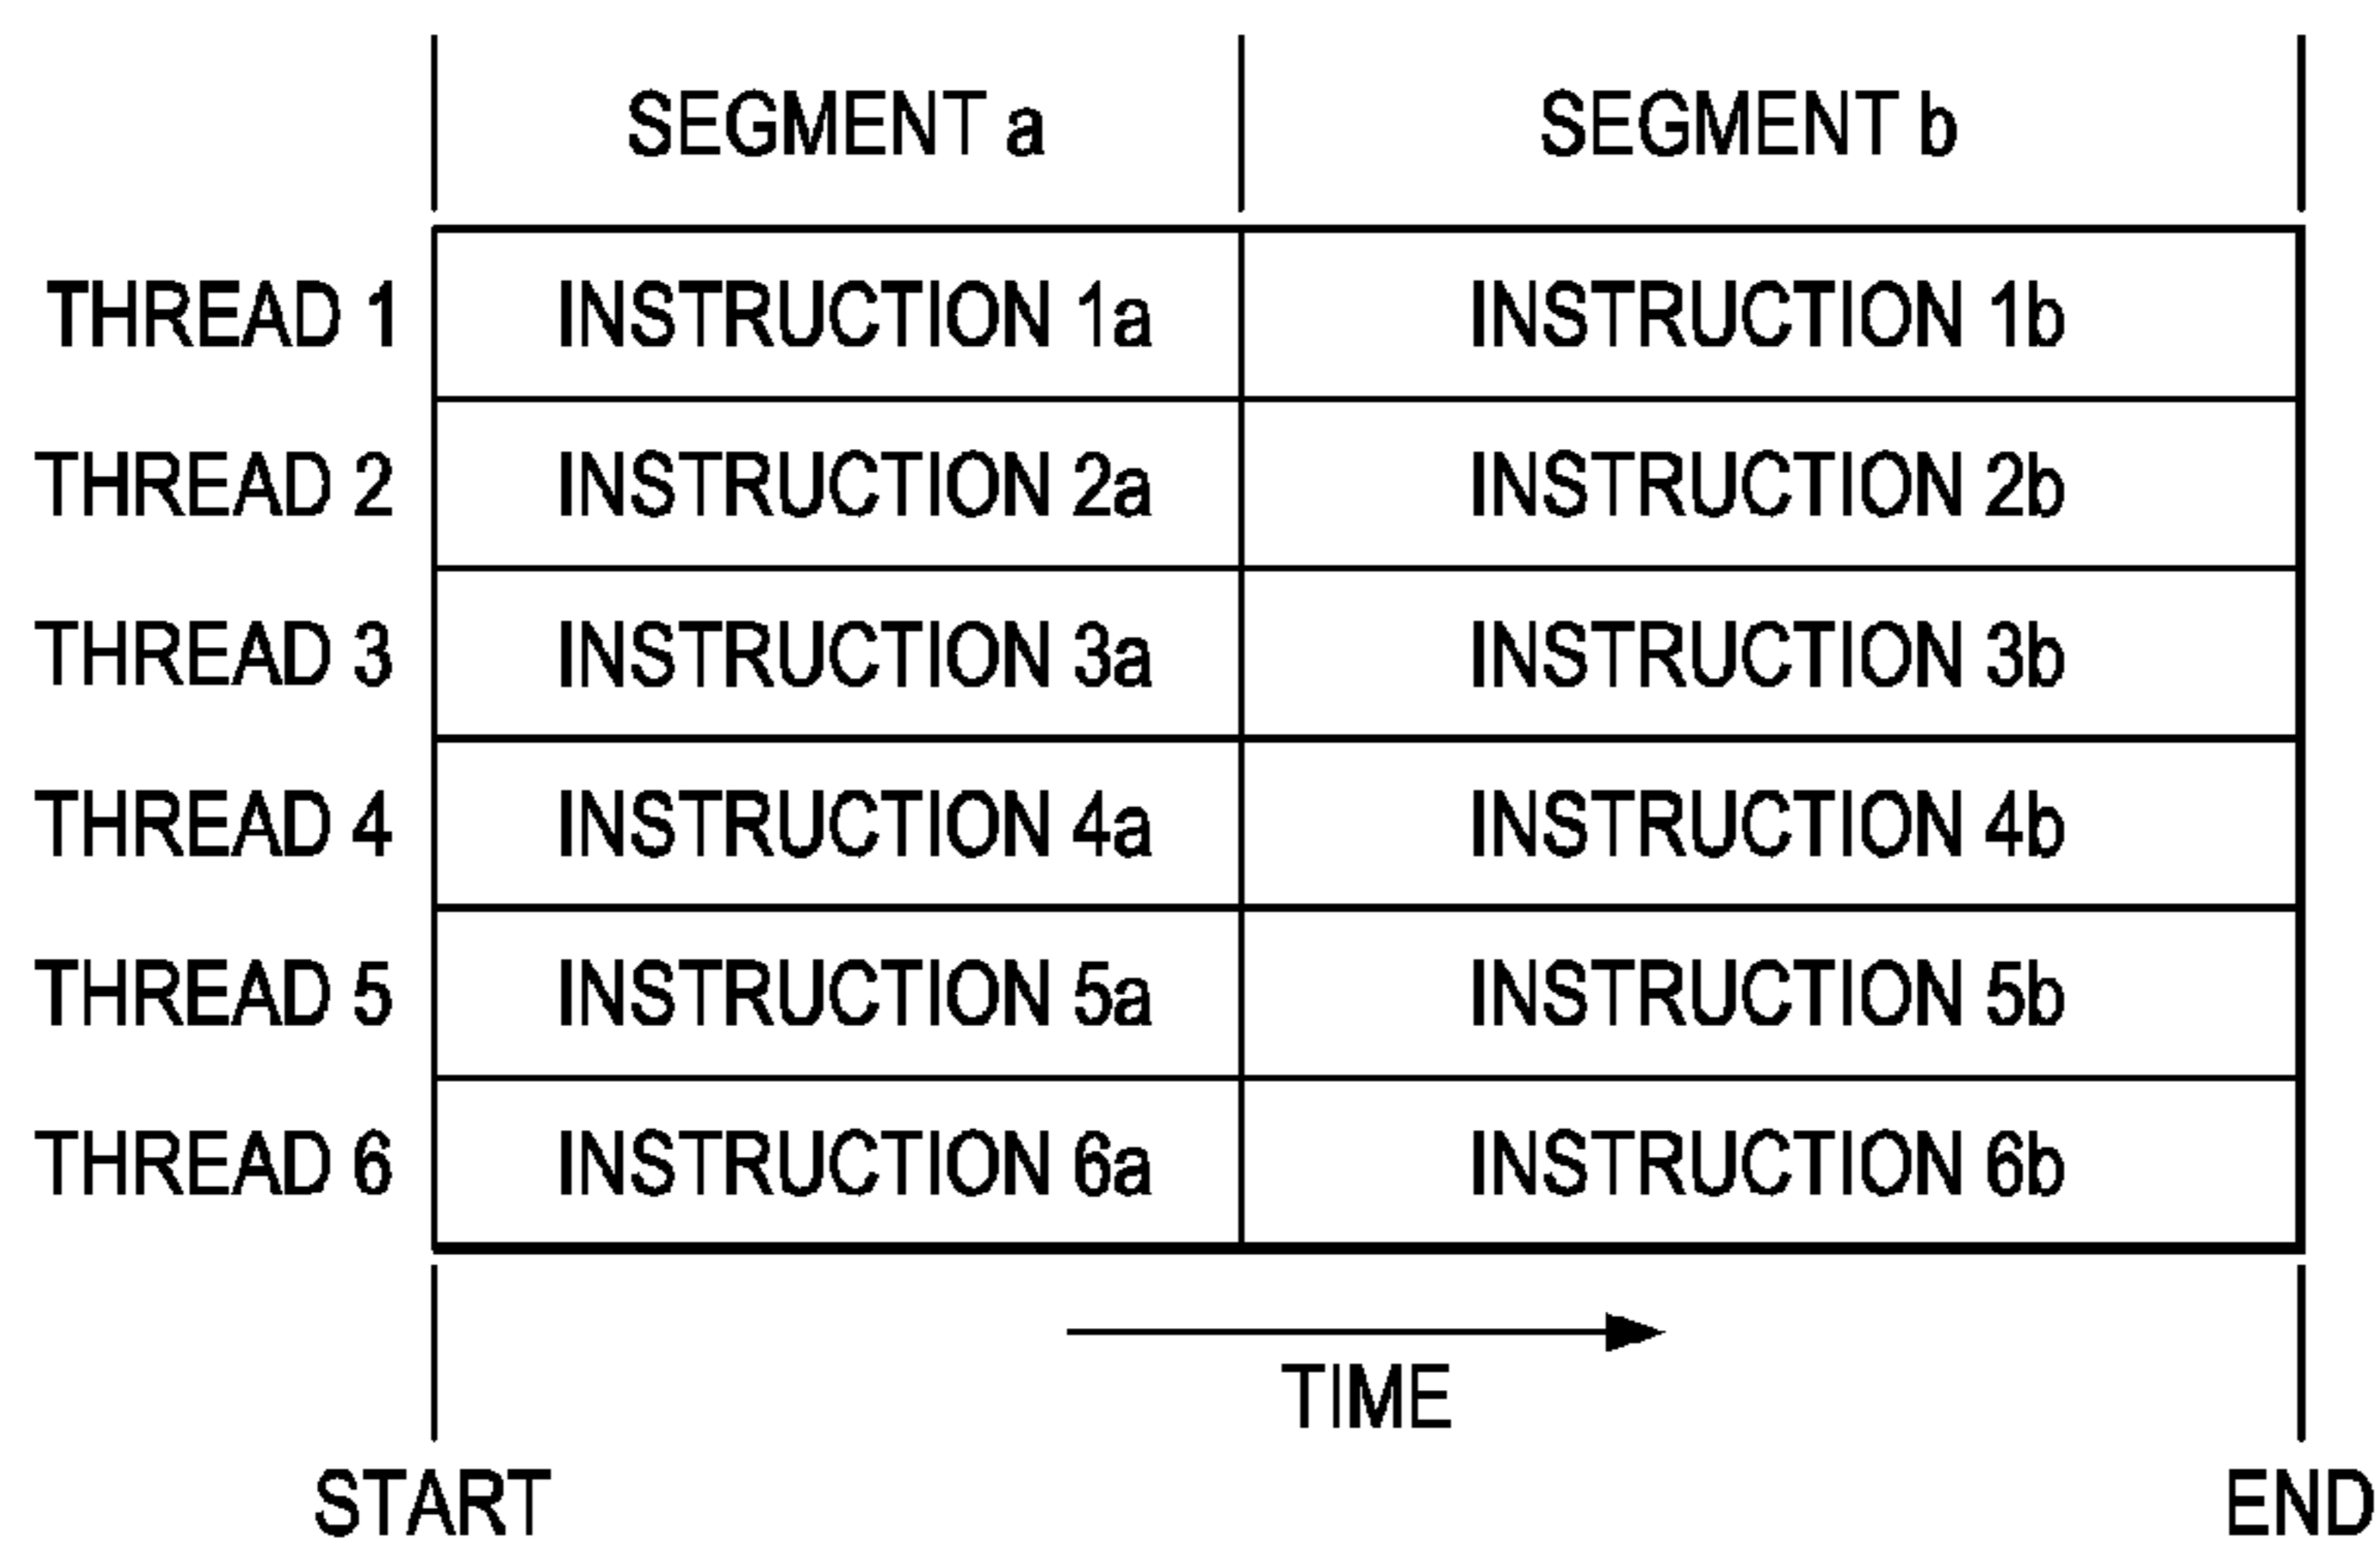 SEGMENT a SEGMENT b
THREAD 1 INSTRUCTION 1a INSTRUCTION 1b
THREAD 2 INSTRUCTION 2a INSTRUCTION 2b
THREAD 3 INSTRUCTION 3a INSTRUCTION 3b
THREAD 4 INSTRUCTION 4a INSTRUCTION 4b
THREAD 5 INSTRUCTION 5a INSTRUCTION 5b
THREAD 6 INSTRUCTION 6a INSTRUCTION 6b
TIME
START END